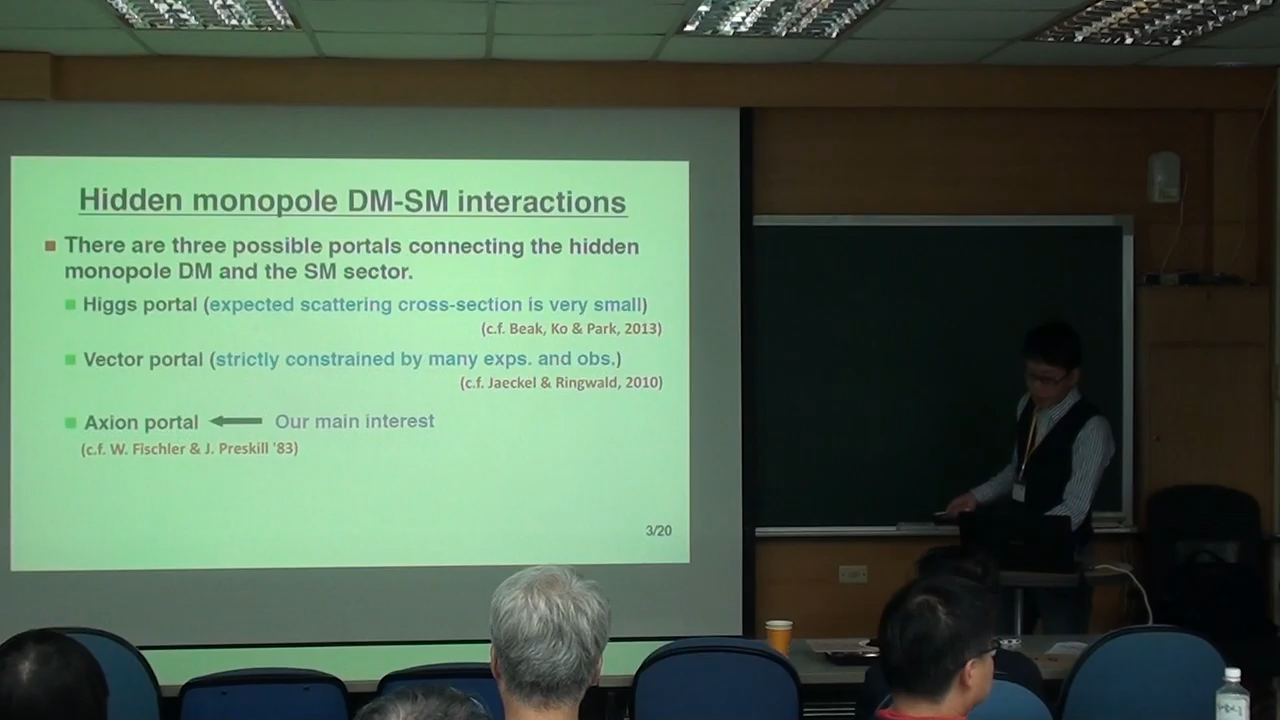 Hidden monopole DM-SM interactions
There are three possible portals connecting the hidden
monopole DM and the SM sector.
Higgs portal (expected scattering cross-section is very small)
(c.f. Beak, Ko & Park, 2013)
Vector portal (strictly constrained by many exps. and obs.)
(c.f. Jaeckel & Ringwald, 2010)
Axion portal Our main interest
(c.f. W. Fischler & J. Preskill '83)
3/20